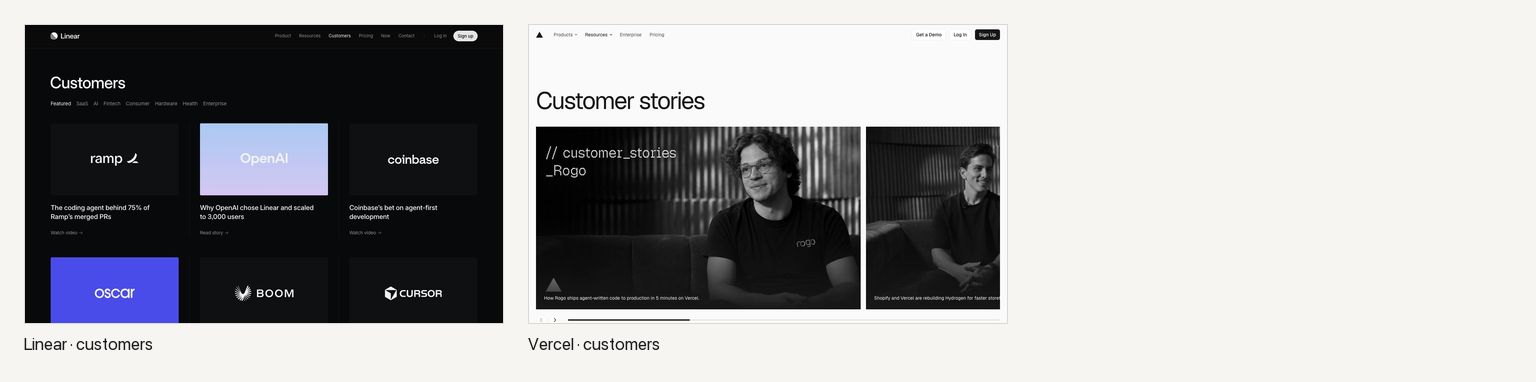 Linear
Product Resources Customers Pricing Now Contact Log in Sign up
Customers
Featured SaaS AI Fintech Consumer Hardware Health Enterprise
ramp
OpenAI
coinbase
The coding agent behind 75% of
Ramp's merged PRs
Watch video →
Why OpenAI chose Linear and scaled
to 3,000 users
Read story →
Coinbase's bet on agent-first
development
Watch video →
oscar
BOOM
CURSOR
Linear · customers
Products Resources Enterprise Pricing Get a Demo Log In Sign Up
Customer stories
// customer_stories
_Rogo
rogo
How Rogo ships agent-written code to production in 5 minutes on Vercel.
Shopify and Vercel are rebuilding Hydrogen for faster store
Vercel · customers